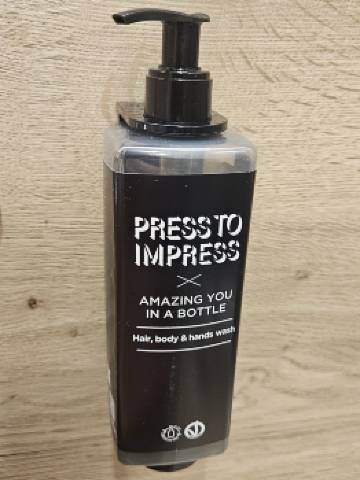 PRESS TO
IMPRESS
AMAZING YOU
IN A BOTTLE
Hair, body & hands wash